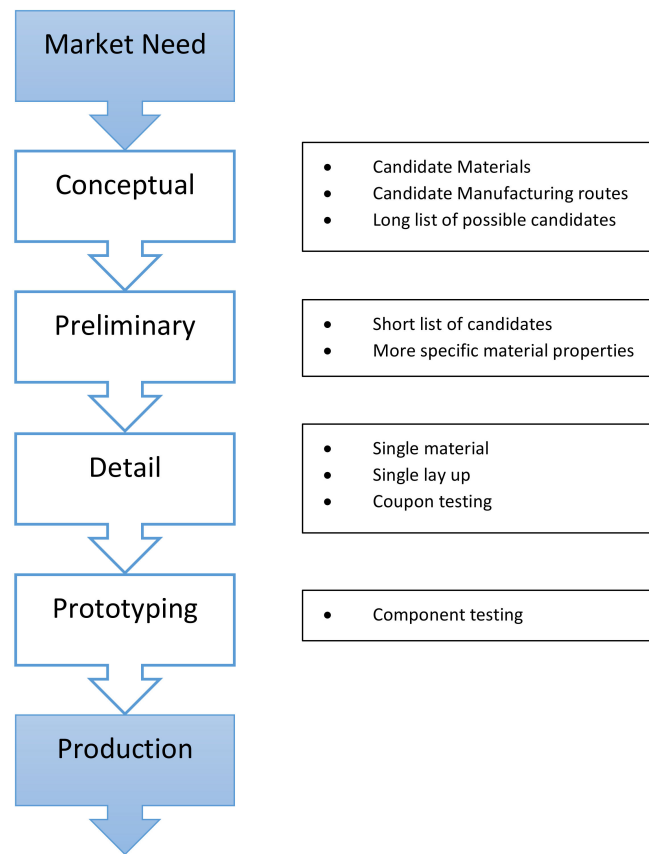 Market Need
Conceptual
• Candidate Materials
• Candidate Manufacturing routes
• Long list of possible candidates
Preliminary
• Short list of candidates
• More specific material properties
Detail
• Single material
• Single lay up
• Coupon testing
Prototyping
• Component testing
Production